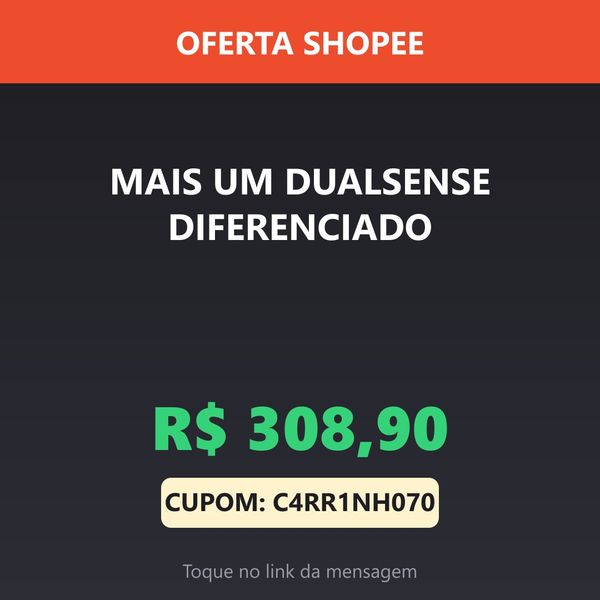 OFERTA SHOPEE
MAIS UM DUALSENSE
DIFERENCIADO
R$ 308,90
CUPOM: C4RR1NH070
Toque no link da mensagem